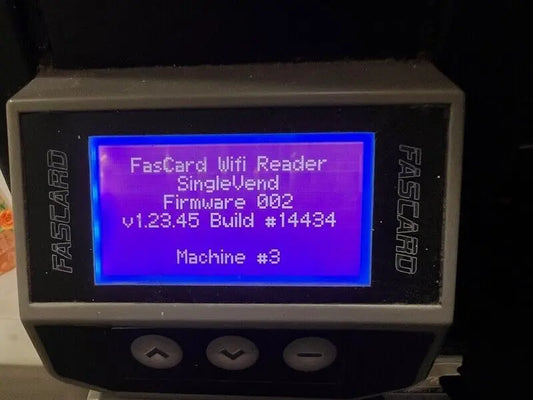 FASCARD
FasCard Wifi Reader
SingleVend
Firmware 002
v1.23.45 Build #14434
Machine #3
FASCARD